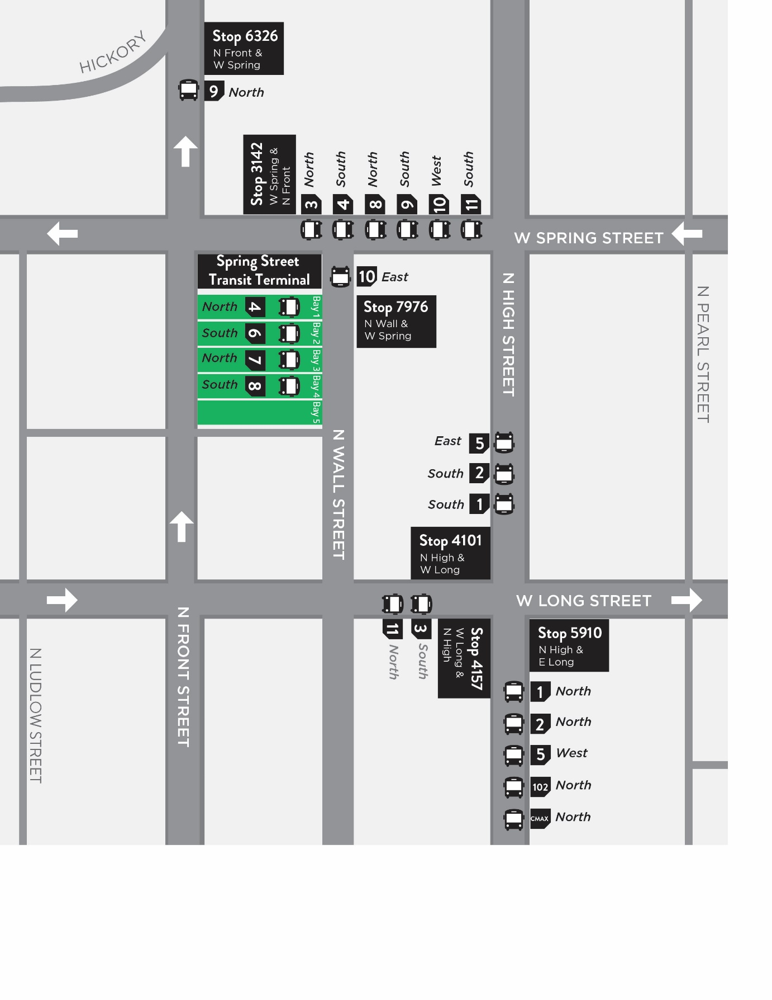 HICKORY
Stop 6326
N Front &
W Spring
9 North
Stop 3142
W Spring &
N Front
3 North
4 South
8 North
9 South
10 West
11 South
W SPRING STREET
Spring Street
Transit Terminal
North 4 Bay 1
South 6 Bay 2
North 7 Bay 3
South 8 Bay 4
Bay 5
10 East
Stop 7976
N Wall &
W Spring
N HIGH STREET
N PEARL STREET
N WALL STREET
East 5
South 2
South 1
Stop 4101
N High &
W Long
W LONG STREET
11 North
3 South
Stop 4157
W Long &
N High
Stop 5910
N High &
E Long
1 North
2 North
5 West
102 North
CMAX North
N FRONT STREET
N LUDLOW STREET